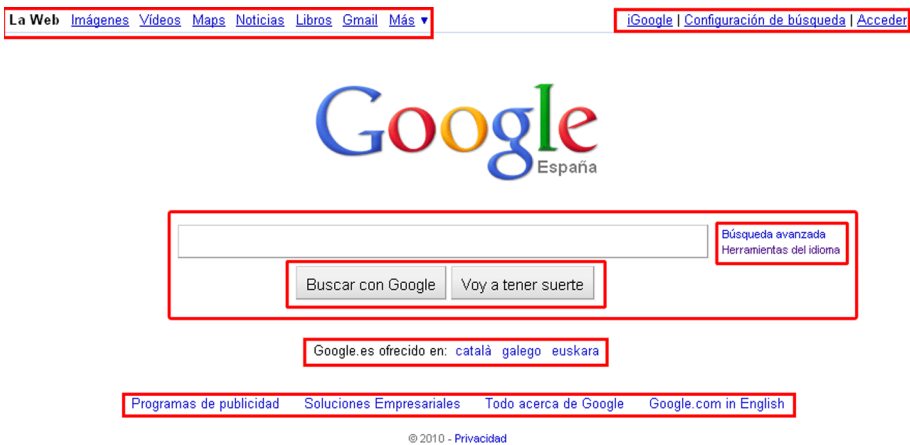 La Web Imágenes Vídeos Maps Noticias Libros Gmail Más ▼ iGoogle | Configuración de búsqueda | Acceder
Google
España
Búsqueda avanzada
Herramientas del idioma
Buscar con Google Voy a tener suerte
Google.es ofrecido en: català galego euskara
Programas de publicidad Soluciones Empresariales Todo acerca de Google Google.com in English
© 2010 - Privacidad